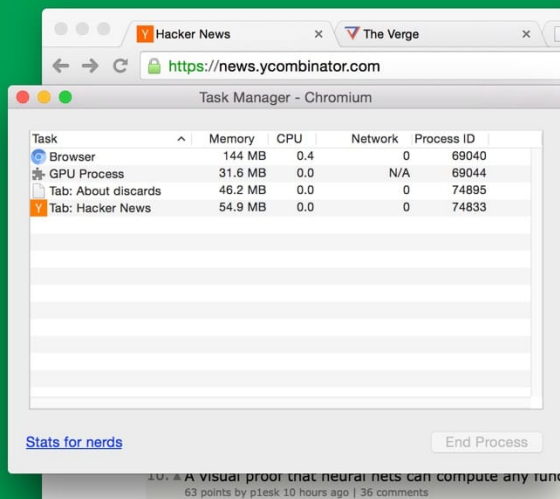 Hacker News
The Verge
https://news.ycombinator.com
Task Manager - Chromium
Task Memory CPU Network Process ID
Browser 144 MB 0.4 0 69040
GPU Process 31.6 MB 0.0 N/A 69044
Tab: About discards 46.2 MB 0.0 0 74895
Y Tab: Hacker News 54.9 MB 0.0 0 74833
Stats for nerds
End Process
10. A visual proof that neural nets can compute any func
63 points by p1esk 10 hours ago | 36 comments